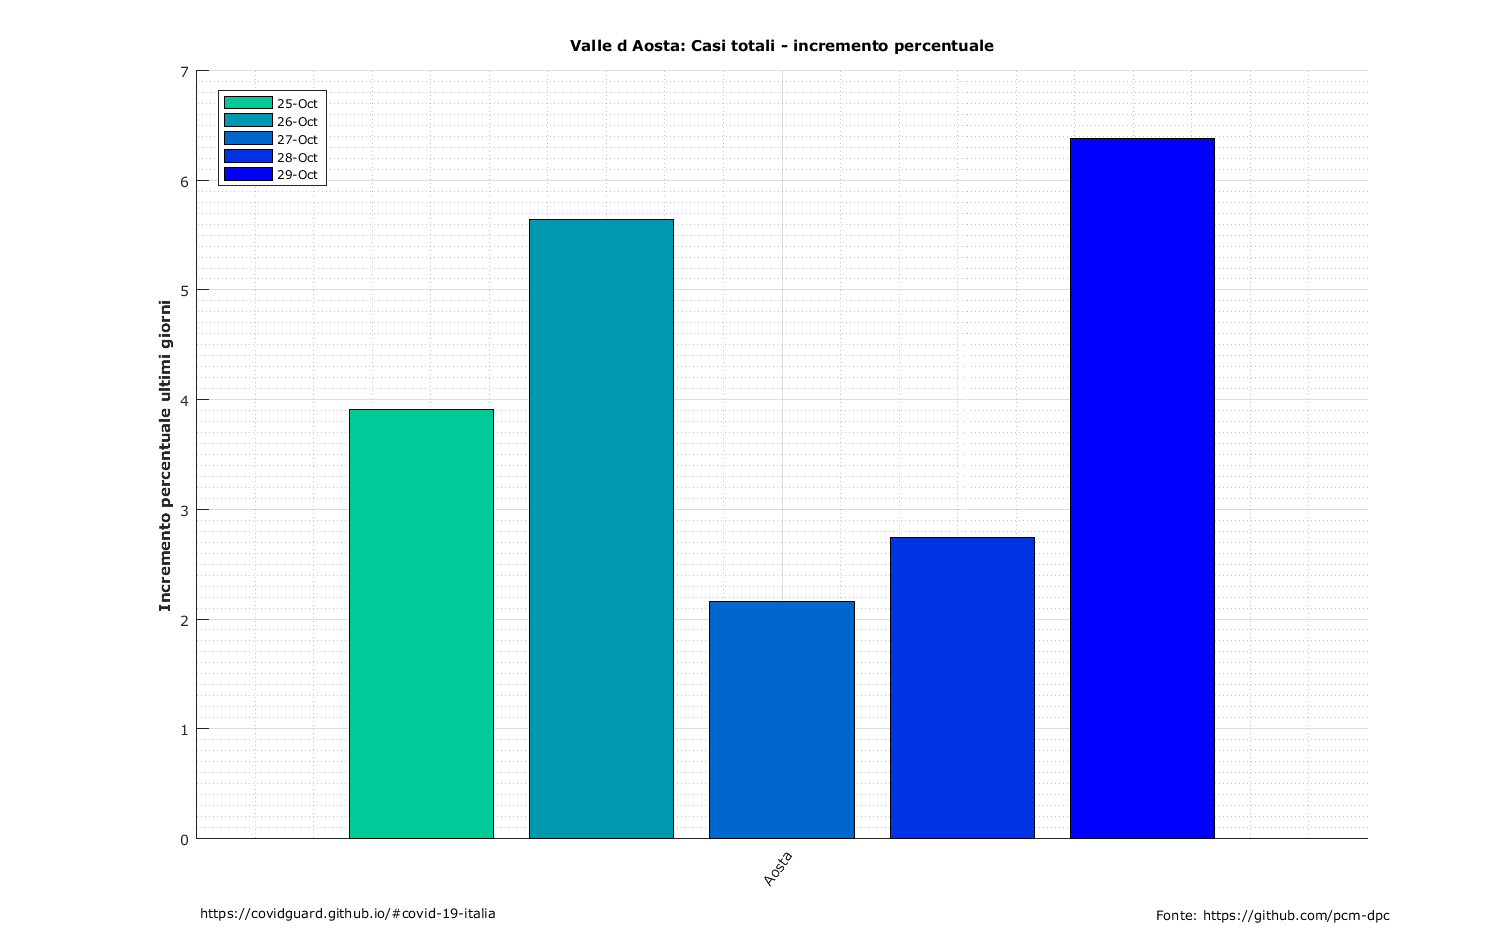 Valle d Aosta: Casi totali - incremento percentuale
7
6
5
4
3
2
1
0
Incremento percentuale ultimi giorni
25-Oct
26-Oct
27-Oct
28-Oct
29-Oct
Aosta
https://covidguard.github.io/#covid-19-italia
Fonte: https://github.com/pcm-dpc